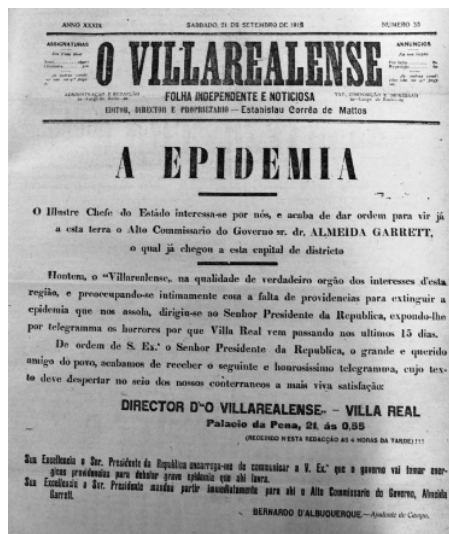 ANNO XXXIX
SABBADO, 21 DE SETEMBRO DE 1918
NUMERO 35
ASSIGNATURAS
ANNUNCIOS
O VILLAREALENSE
FOLHA INDEPENDENTE E NOTICIOSA
EDITOR, DIRECTOR E PROPRIETARIO — Estanislau Corrêa de Mattos
A EPIDEMIA
O Illustre Chefe do Estádo interessa-se por nós, e acaba de dar ordem para vir já
a esta terra o Alto Commissario do Governo sr. dr. ALMEIDA GARRETT,
o qual já chegou a esta capital de districto
Hontem, o "Villarealense,, na qualidade de verdadeiro orgão dos interesses d'esta
região, e preoccupando-se intimamente com a falta de providencias para extinguir a
epidemia que nos assola, dirigiu-se ao Senhor Presidente da Republica, expondo-lhe
por telegramma os horrores por que Villa Real vem passando nos ultimos 15 dias.
De ordem de S. Ex.ª o Senhor Presidente da Republica, o grande e querido
amigo do povo, acabamos de receber o seguinte e honrosissimo telegramma, cujo tex-
to deve despertar no seio dos nossos conterraneos a mais viva satisfação:
DIRECTOR D'«O VILLAREALENSE» - VILLA REAL
Palacio da Pena, 21, ás 0,55
(RECEBIDO N'ESTA REDACÇÃO ÁS 4 HORAS DA TARDE)!!!
Sua Excellencia o Snr. Presidente da República encarrega-me de communicar a V. Ex.ª que o governo vai tomar ener-
gicas providencias para debelar grave epidemia que ahi lavra.
Sua Excellencia o Snr. Presidente mandou partir immediatamente para ahi o Alto Commissario do Governo, Almeida
Garrett.
BERNARDO D'ALBUQUERQUE.—Ajudante de Campo.